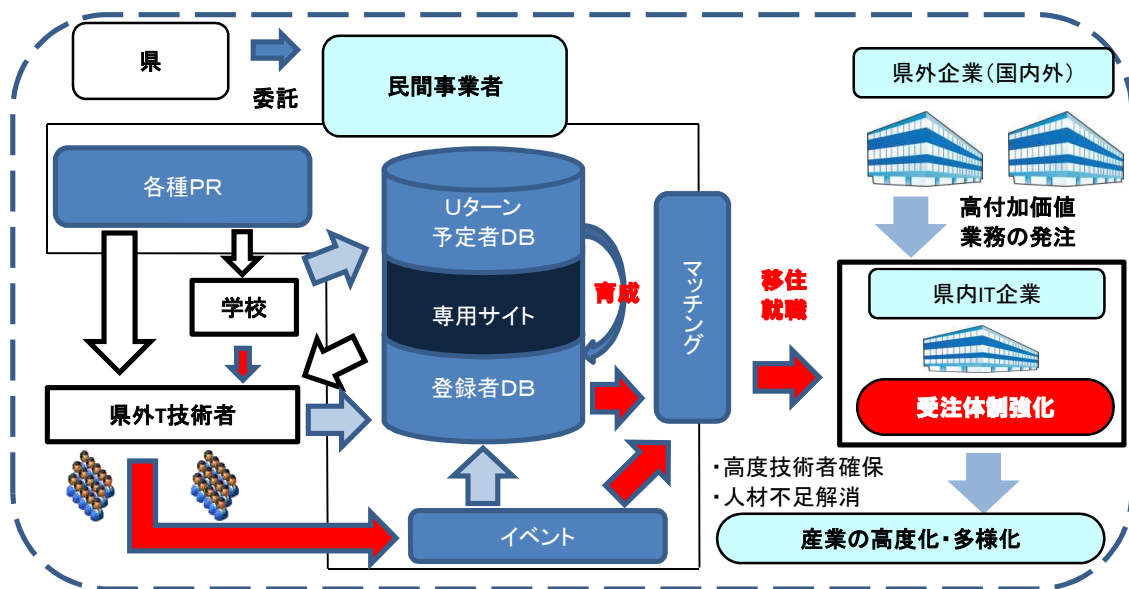 県
委託
民間事業者
県外企業（国内外）
各種PR
Uターン
予定者DB
専用サイト
登録者DB
育成
マッチング
学校
県外T技術者
イベント
移住
就職
高付加価値
業務の発注
県内IT企業
受注体制強化
・高度技術者確保
・人材不足解消
産業の高度化・多様化